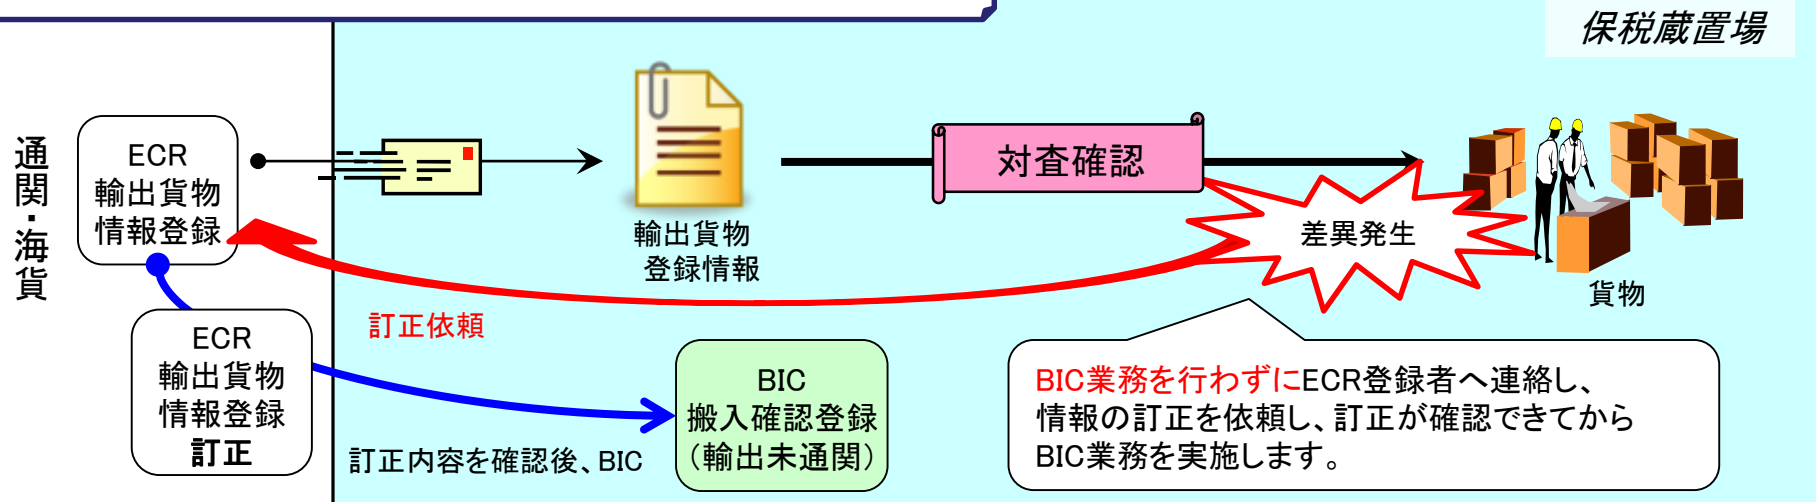 保税蔵置場
通関・海貨
ECR
輸出貨物
情報登録
輸出貨物
登録情報
対査確認
差異発生
貨物
訂正依頼
ECR
輸出貨物
情報登録
訂正
訂正内容を確認後、BIC
BIC
搬入確認登録
（輸出未通関）
BIC業務を行わずにECR登録者へ連絡し、
情報の訂正を依頼し、訂正が確認できてから
BIC業務を実施します。